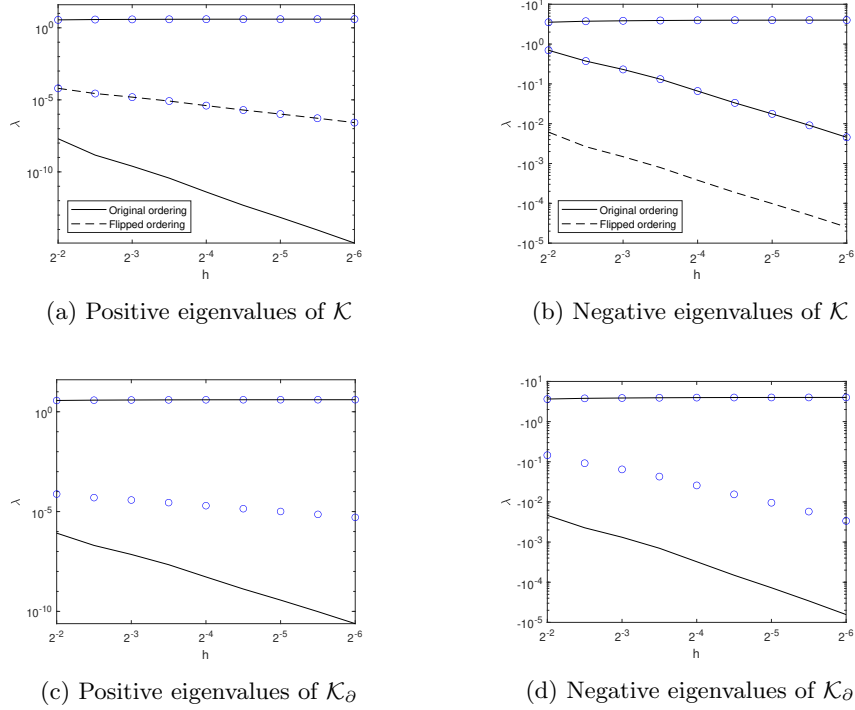 10^0
10^-5
10^-10
λ
Original ordering
Flipped ordering
2^-2 2^-3 2^-4 2^-5 2^-6
h
(a) Positive eigenvalues of 𝒦
-10^1
-10^0
-10^-1
-10^-2
-10^-3
-10^-4
-10^-5
λ
Original ordering
Flipped ordering
2^-2 2^-3 2^-4 2^-5 2^-6
h
(b) Negative eigenvalues of 𝒦
10^0
10^-5
10^-10
λ
2^-2 2^-3 2^-4 2^-5 2^-6
h
(c) Positive eigenvalues of 𝒦_∂
-10^1
-10^0
-10^-1
-10^-2
-10^-3
-10^-4
-10^-5
λ
2^-2 2^-3 2^-4 2^-5 2^-6
h
(d) Negative eigenvalues of 𝒦_∂